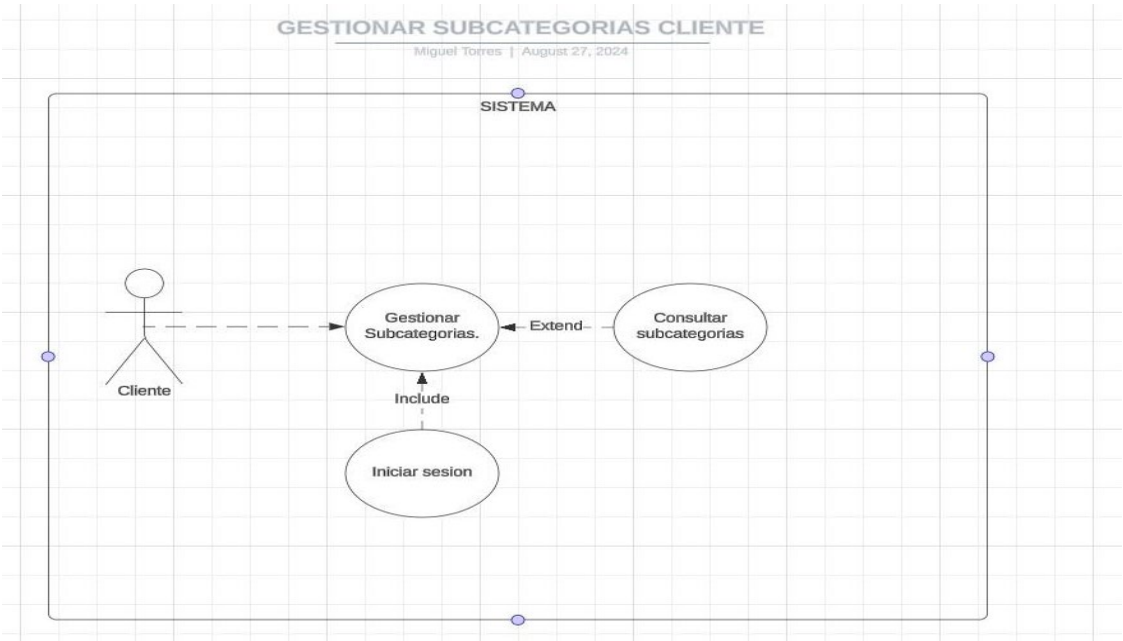 GESTIONAR SUBCATEGORIAS CLIENTE
Miguel Torres | August 27, 2024
SISTEMA
Gestionar
Subcategorias.
Extend
Consultar
subcategorias
Cliente
Include
Iniciar sesion